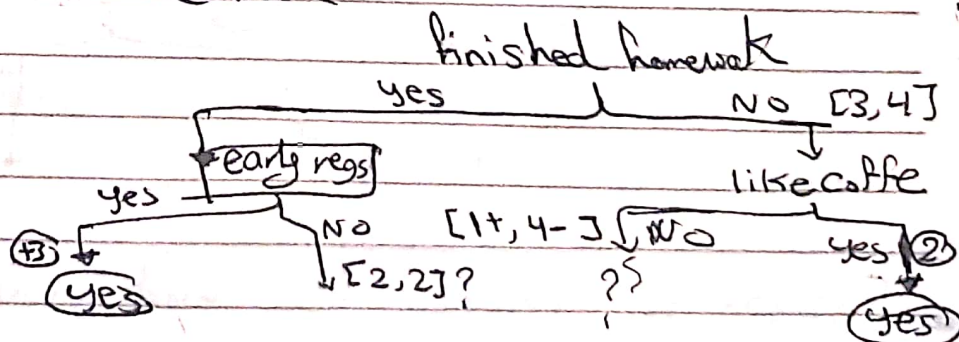 finished homewak
yes NO [3,4]
early regs like coffe
yes NO [1+, 4-] NO yes 2
+3 yes [2,2]? ?? yes